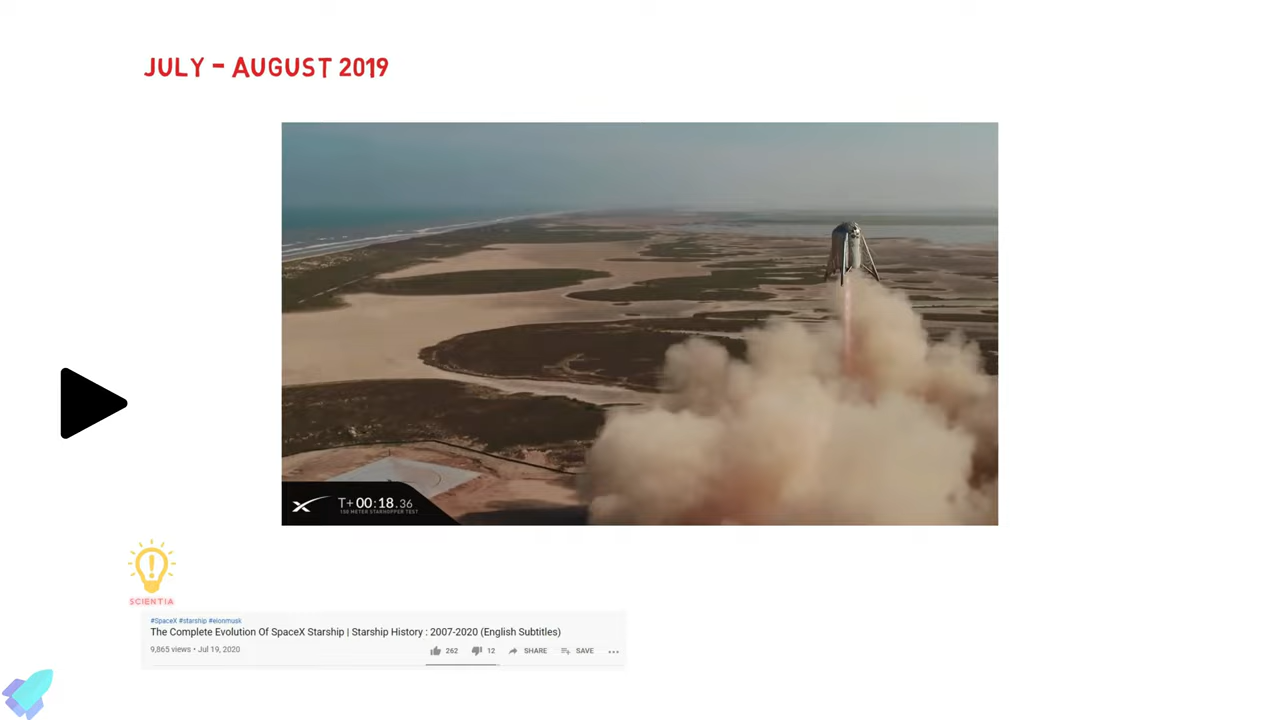 JULY - AUGUST 2019
T+ 00:18.36
150 METER STARHOPPER TEST
SCIENTIA
#SpaceX #starship #elonmusk
The Complete Evolution Of SpaceX Starship | Starship History : 2007-2020 (English Subtitles)
9,865 views • Jul 19, 2020 262 12 SHARE SAVE